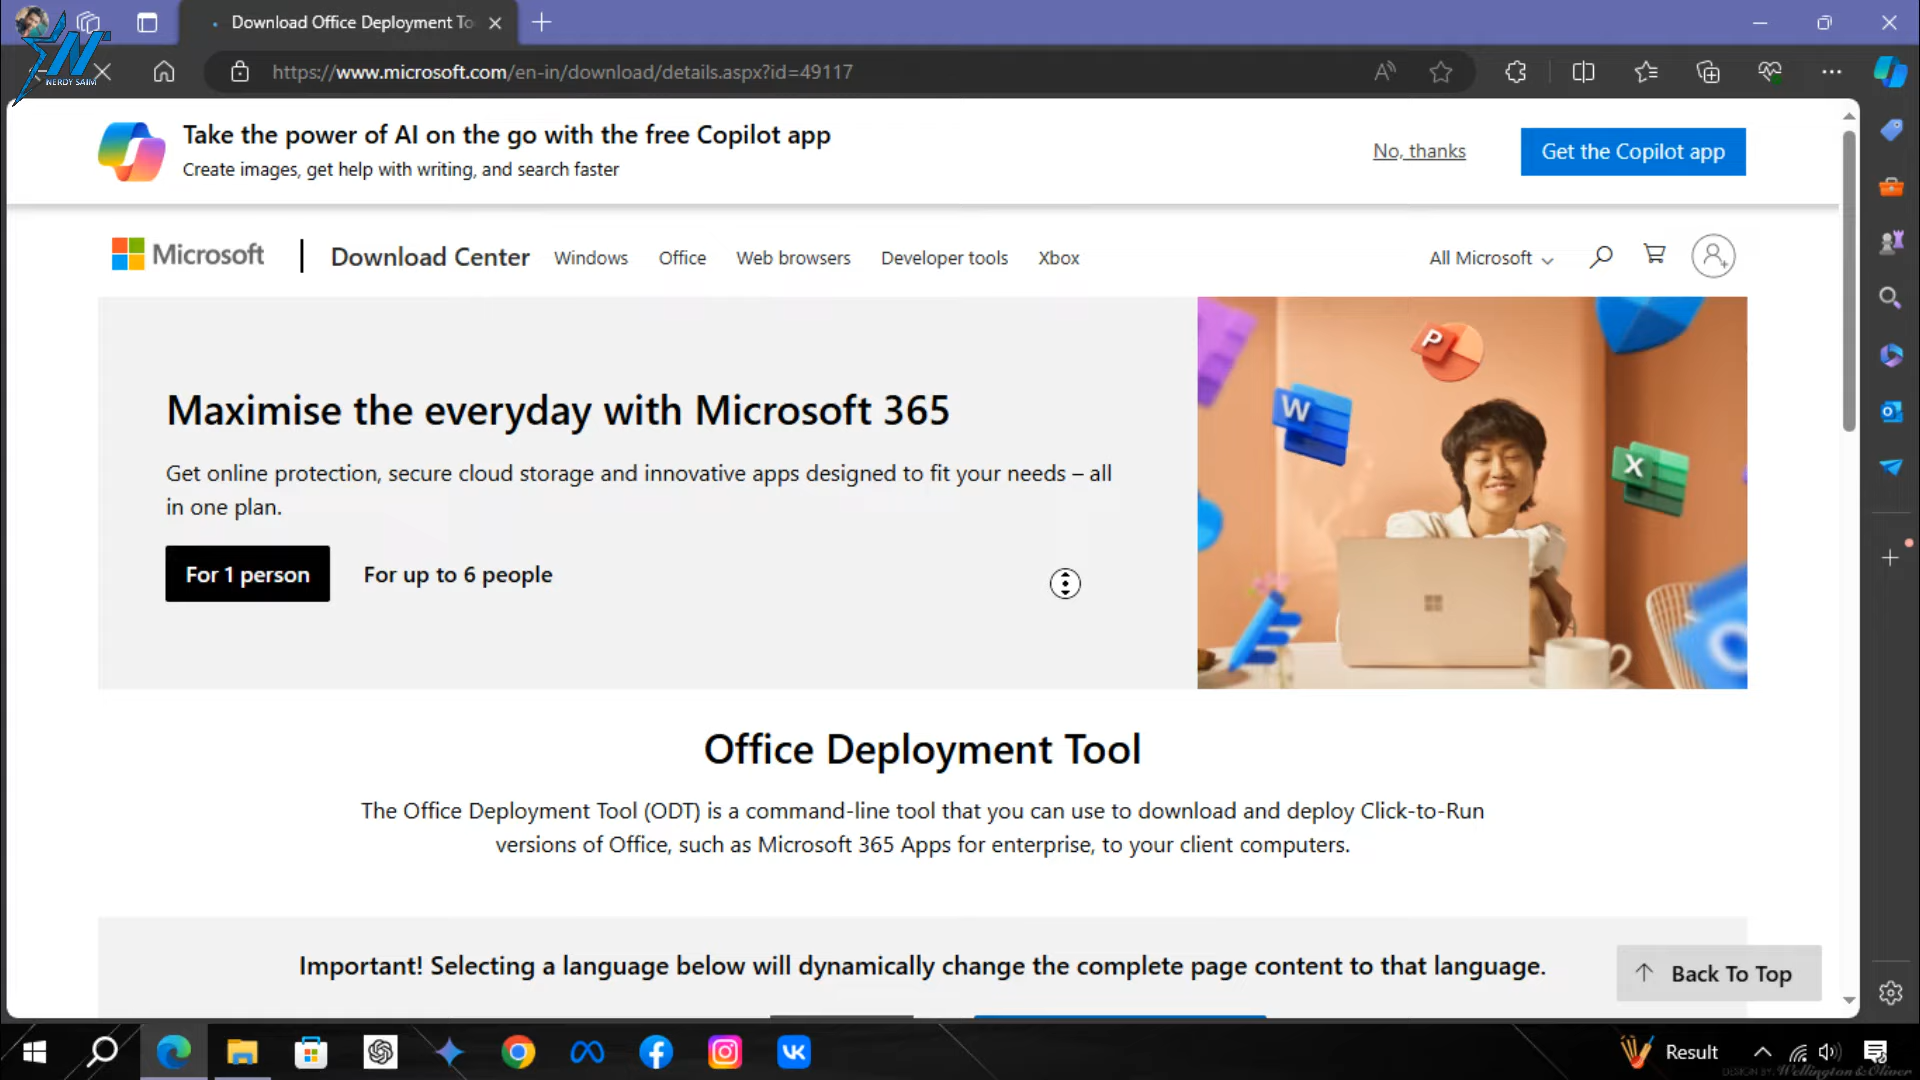 Download Office Deployment To
NERDY SAIM
https://www.microsoft.com/en-in/download/details.aspx?id=49117
Take the power of AI on the go with the free Copilot app
Create images, get help with writing, and search faster
No, thanks
Get the Copilot app
Microsoft
Download Center
Windows
Office
Web browsers
Developer tools
Xbox
All Microsoft
Maximise the everyday with Microsoft 365
Get online protection, secure cloud storage and innovative apps designed to fit your needs – all
in one plan.
For 1 person
For up to 6 people
P
W
X
Office Deployment Tool
The Office Deployment Tool (ODT) is a command-line tool that you can use to download and deploy Click-to-Run
versions of Office, such as Microsoft 365 Apps for enterprise, to your client computers.
Important! Selecting a language below will dynamically change the complete page content to that language.
Back To Top
Result
DESIGN BY: Wellington & Oliver